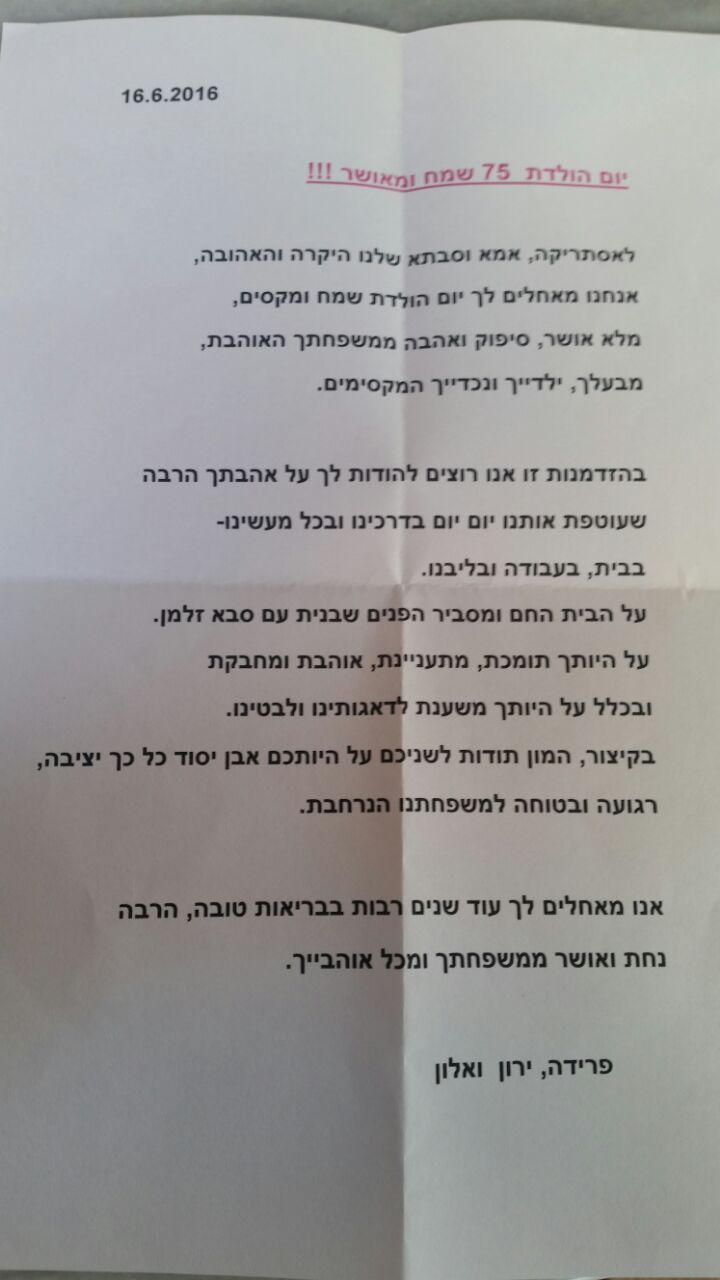 16.6.2016
יום הולדת 75 שמח ומאושר !!!
לאסתריקה, אמא וסבתא שלנו היקרה והאהובה,
אנחנו מאחלים לך יום הולדת שמח ומקסים,
מלא אושר, סיפוק ואהבה ממשפחתך האוהבת,
מבעלך, ילדייך ונכדייך המקסימים.
בהזדמנות זו אנו רוצים להודות לך על אהבתך הרבה
שעוטפת אותנו יום יום בדרכינו ובכל מעשינו-
בבית, בעבודה ובליבנו.
על הבית החם ומסביר הפנים שבנית עם סבא זלמן.
על היותך תומכת, מתעניינת, אוהבת ומחבקת
ובכלל על היותך משענת לדאגותינו ולבטינו.
בקיצור, המון תודות לשניכם על היותכם אבן יסוד כל כך יציבה,
רגועה ובטוחה למשפחתנו הנרחבת.
אנו מאחלים לך עוד שנים רבות בבריאות טובה, הרבה
נחת ואושר ממשפחתך ומכל אוהבייך.
פרידה, ירון ואלון